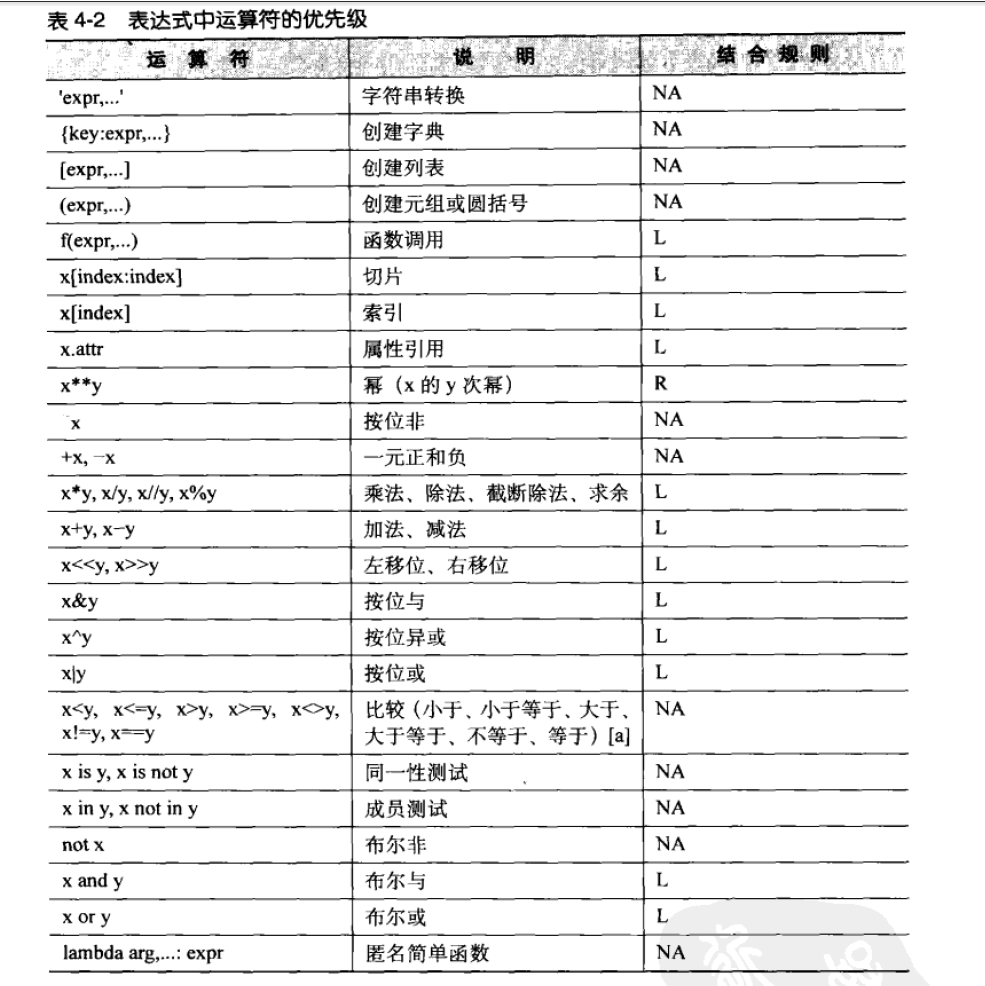 表 4-2 表达式中运算符的优先级
运 算 符 说 明 结 合 规 则
'expr,...' 字符串转换 NA
{key:expr,...} 创建字典 NA
[expr,...] 创建列表 NA
(expr,...) 创建元组或圆括号 NA
f(expr,...) 函数调用 L
x[index:index] 切片 L
x[index] 索引 L
x.attr 属性引用 L
x**y 幂（x 的 y 次幂） R
~x 按位非 NA
+x, −x 一元正和负 NA
x*y, x/y, x//y, x%y 乘法、除法、截断除法、求余 L
x+y, x−y 加法、减法 L
x<<y, x>>y 左移位、右移位 L
x&y 按位与 L
x^y 按位异或 L
x|y 按位或 L
x<y, x<=y, x>y, x>=y, x<>y, 比较（小于、小于等于、大于、 NA
x!=y, x==y 大于等于、不等于、等于）[a]
x is y, x is not y 同一性测试 NA
x in y, x not in y 成员测试 NA
not x 布尔非 NA
x and y 布尔与 L
x or y 布尔或 L
lambda arg,...: expr 匿名简单函数 NA